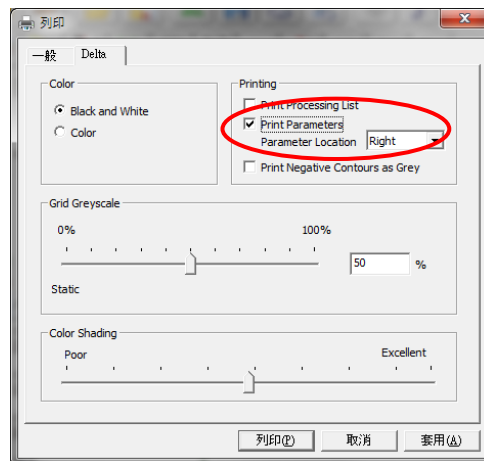 列印
一般 Delta
Color
Black and White
Color
Printing
Print Processing List
Print Parameters
Parameter Location Right
Print Negative Contours as Grey
Grid Greyscale
0% 100%
50 %
Static
Color Shading
Poor Excellent
列印(P) 取消 套用(A)